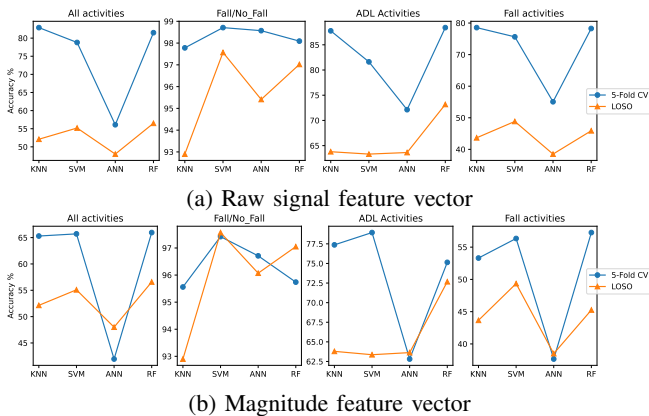 All activities
Fall/No_Fall
ADL Activities
Fall activities
Accuracy %
80
75
70
65
60
55
50
99
98
97
96
95
94
93
85
80
75
70
65
80
70
60
50
40
5-Fold CV
LOSO
KNN SVM ANN RF
KNN SVM ANN RF
KNN SVM ANN RF
KNN SVM ANN RF
(a) Raw signal feature vector
All activities
Fall/No_Fall
ADL Activities
Fall activities
Accuracy %
65
60
55
50
45
97
96
95
94
93
77.5
75.0
72.5
70.0
67.5
65.0
62.5
55
50
45
40
5-Fold CV
LOSO
KNN SVM ANN RF
KNN SVM ANN RF
KNN SVM ANN RF
KNN SVM ANN RF
(b) Magnitude feature vector